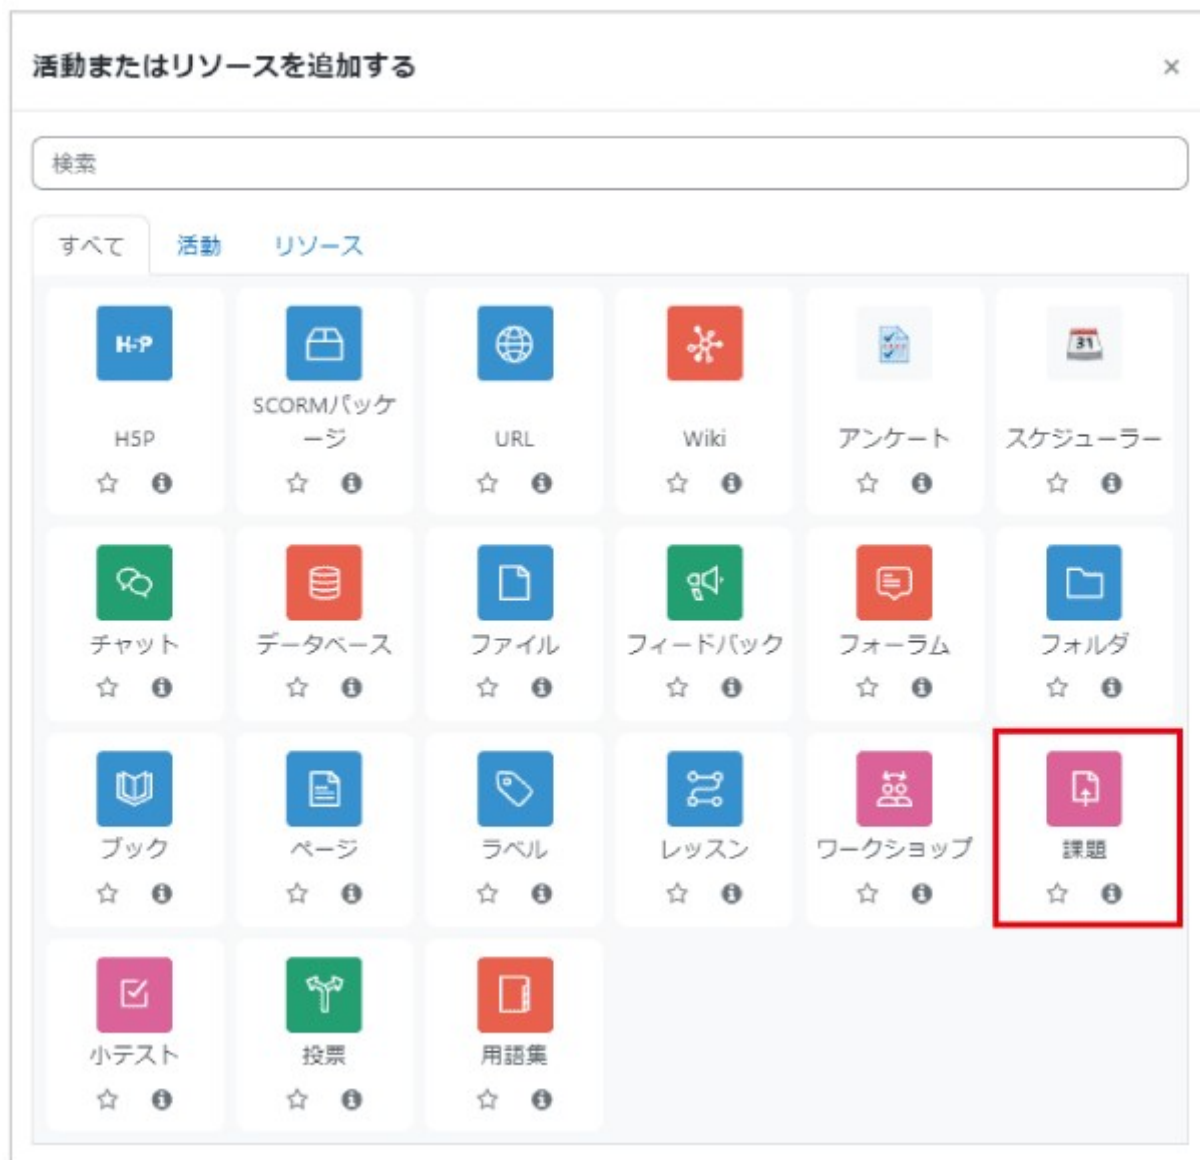 活動またはリソースを追加する ×
検索
すべて 活動 リソース
H5P
31
SCORMパッケ
H5P ージ URL Wiki アンケート スケジューラー
チャット データベース ファイル フィードバック フォーラム フォルダ
ブック ページ ラベル レッスン ワークショップ 課題
小テスト 投票 用語集